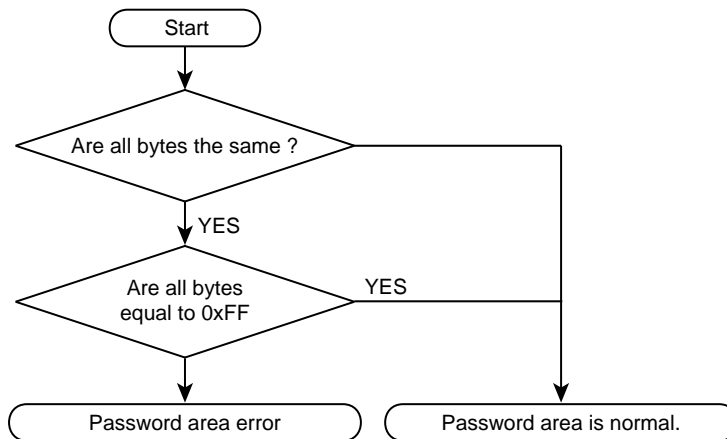 Start
Are all bytes the same ?
YES
Are all bytes
equal to 0xFF
YES
Password area error
Password area is normal.